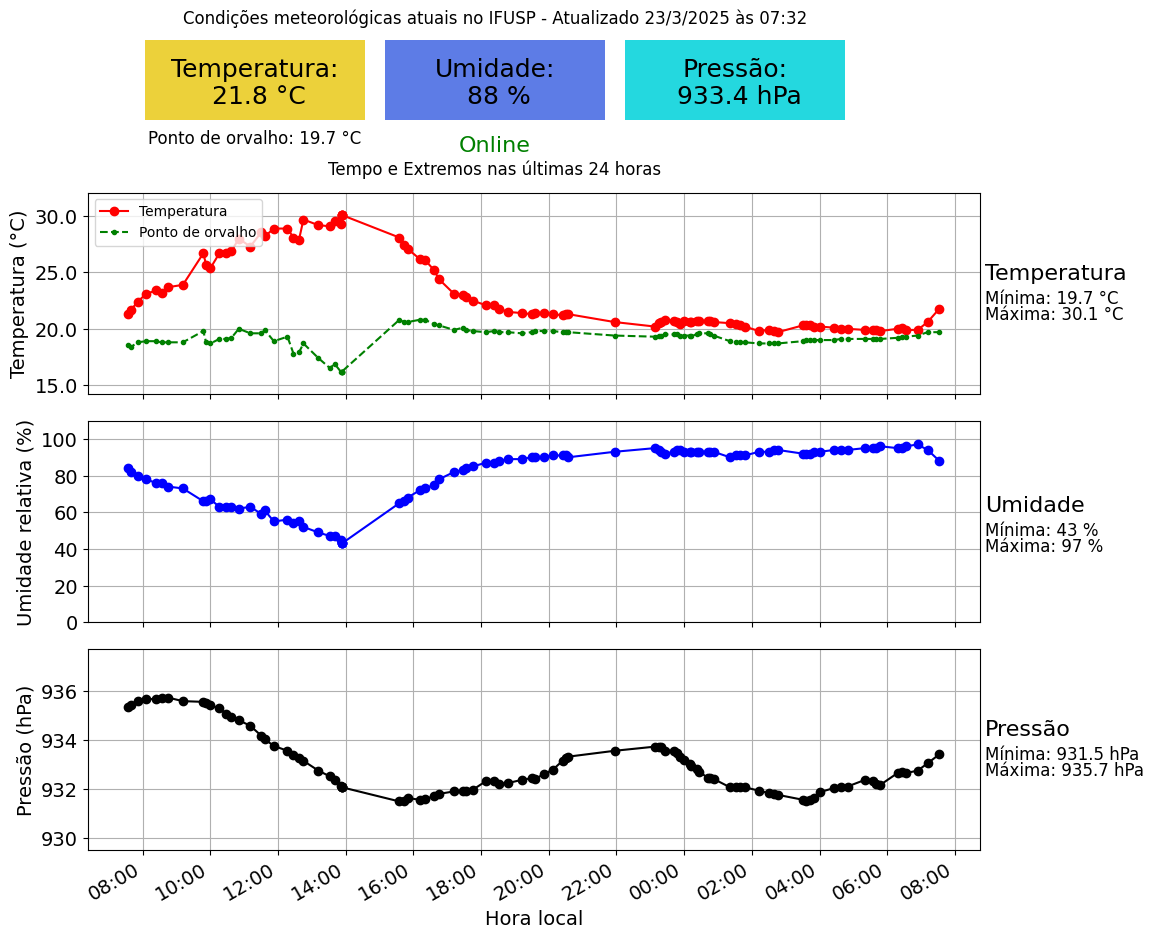 Condições meteorológicas atuais no IFUSP - Atualizado 23/3/2025 às 07:32
Temperatura:
21.8 °C
Umidade:
88 %
Pressão:
933.4 hPa
Ponto de orvalho: 19.7 °C
Online
Tempo e Extremos nas últimas 24 horas
Temperatura
Ponto de orvalho
Temperatura (°C)
30.0
25.0
20.0
15.0
Temperatura
Mínima: 19.7 °C
Máxima: 30.1 °C
Umidade relativa (%)
100
80
60
40
20
0
Umidade
Mínima: 43 %
Máxima: 97 %
Pressão (hPa)
936
934
932
930
Pressão
Mínima: 931.5 hPa
Máxima: 935.7 hPa
08:00 10:00 12:00 14:00 16:00 18:00 20:00 22:00 00:00 02:00 04:00 06:00 08:00
Hora local